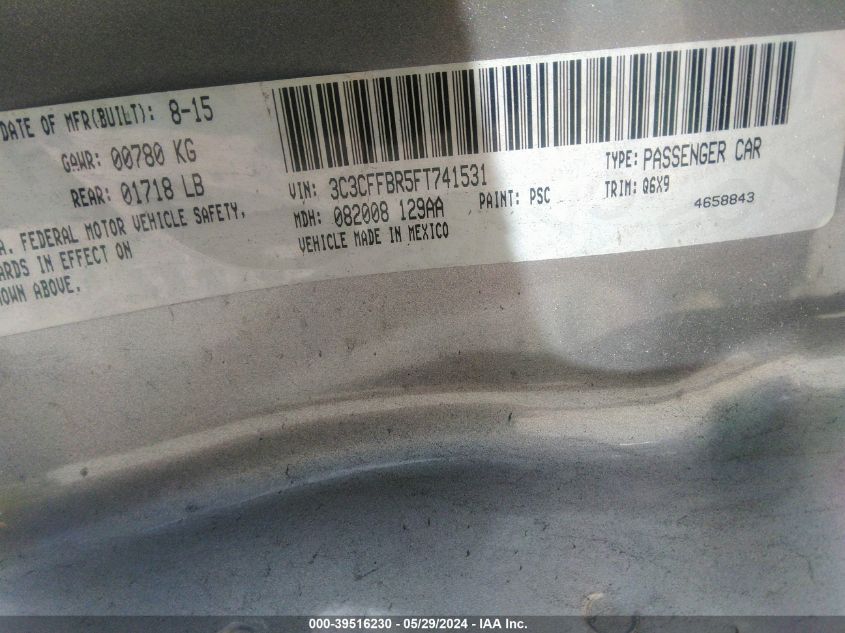 DATE OF MFR(BUILT): 8-15
GAWR: 00780 KG
REAR: 01718 LB
A. FEDERAL MOTOR VEHICLE SAFETY,
ARDS IN EFFECT ON
OWN ABOVE.
VIN: 3C3CFFBR5FT741531
TYPE: PASSENGER CAR
MDH: 082008 129AA
PAINT: PSC
TRIM: Q6X9
VEHICLE MADE IN MEXICO
4658843
000-39516230 - 05/29/2024 - IAA Inc.